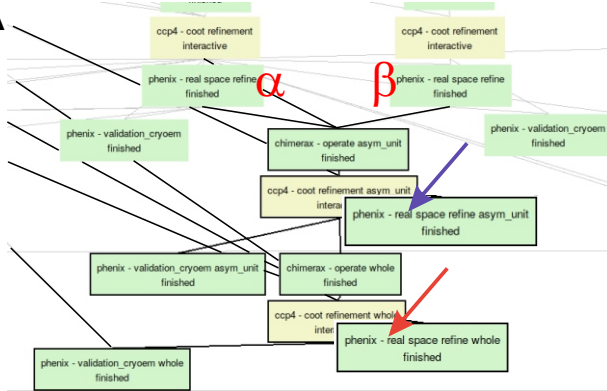 ccp4 - coot refinement
interactive
ccp4 - coot refinement
interactive
phenix - real space refine
finished
α
β
phenix - real space refine
finished
phenix - validation_cryoem
finished
phenix - validation_cryoem
finished
chimerax - operate asym_unit
finished
ccp4 - coot refinement asym_unit
intera
phenix - real space refine asym_unit
finished
phenix - validation_cryoem asym_unit
finished
chimerax - operate whole
finished
ccp4 - coot refinement whole
inter
phenix - real space refine whole
finished
phenix - validation_cryoem whole
finished